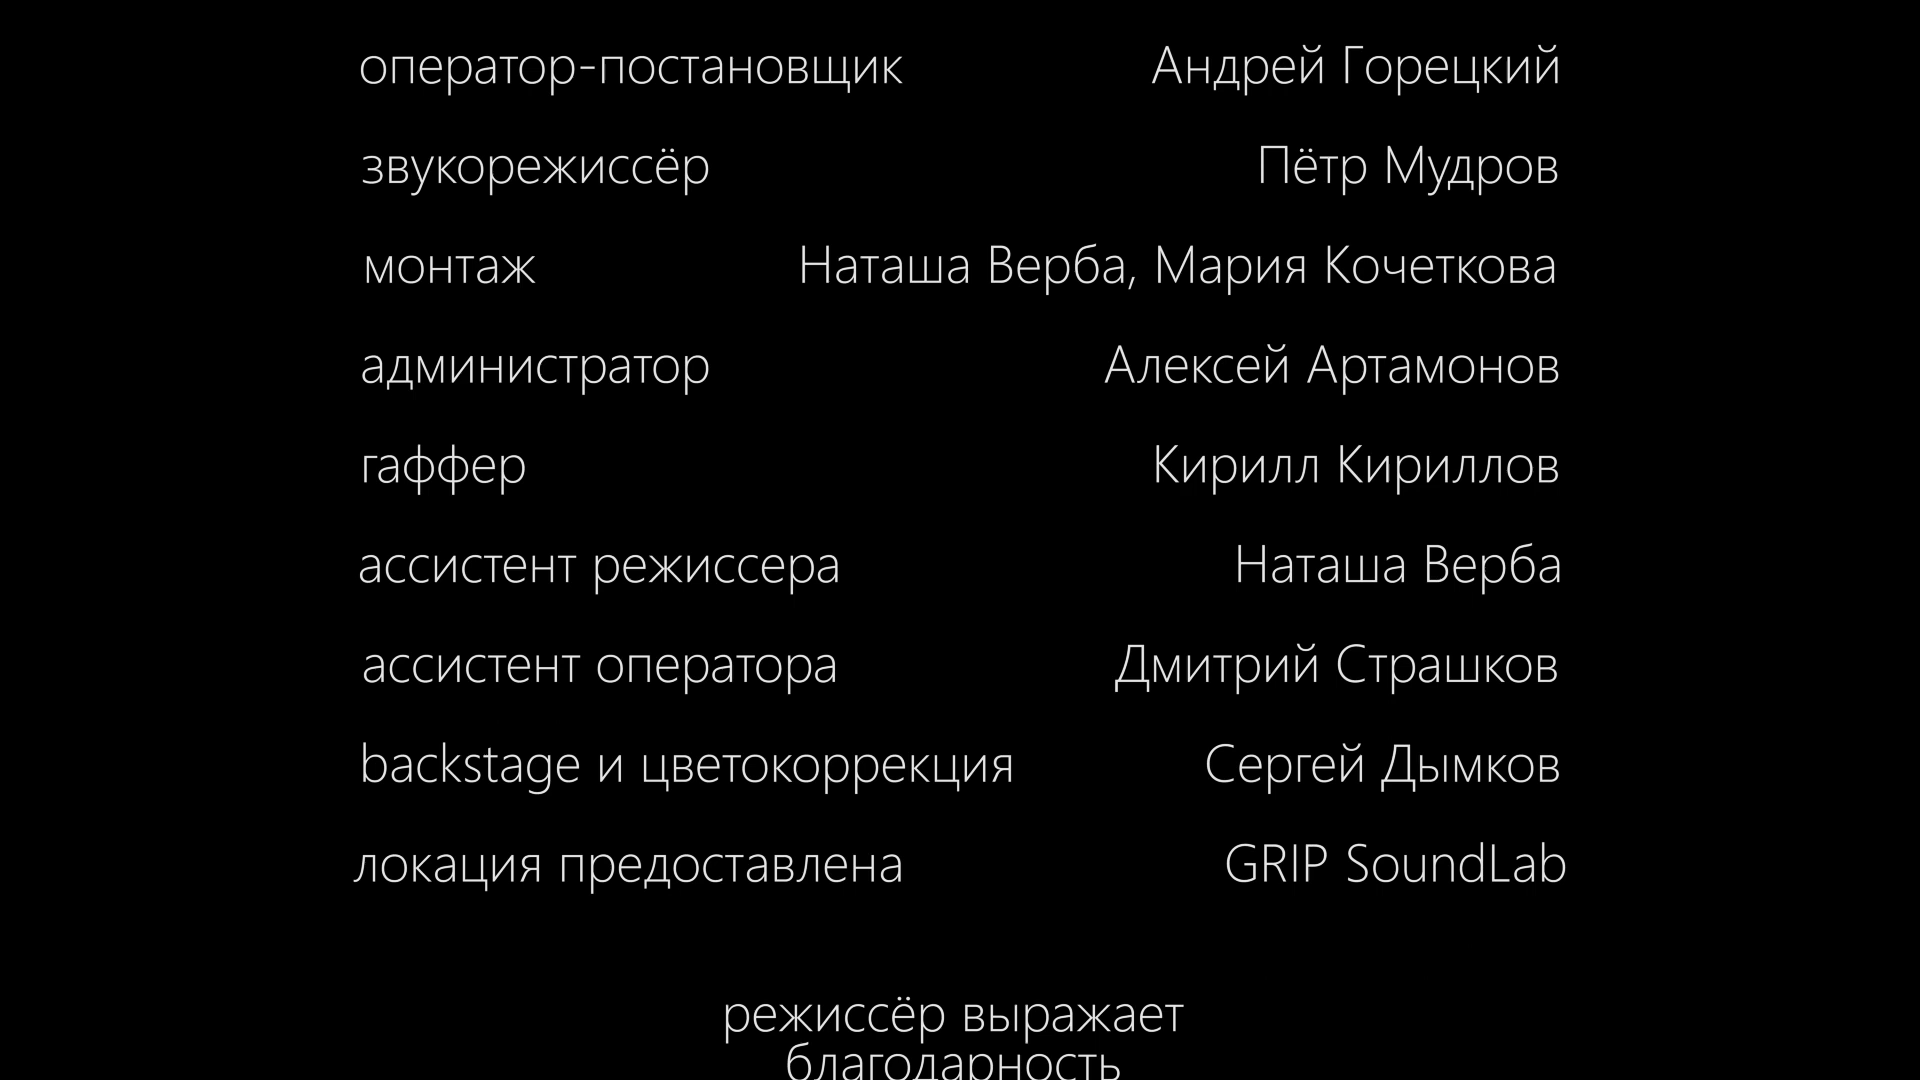 оператор-постановщик Андрей Горецкий
звукорежиссёр Пётр Мудров
монтаж Наташа Верба, Мария Кочеткова
администратор Алексей Артамонов
гаффер Кирилл Кириллов
ассистент режиссера Наташа Верба
ассистент оператора Дмитрий Страшков
backstage и цветокоррекция Сергей Дымков
локация предоставлена GRIP SoundLab
режиссёр выражает
благодарность